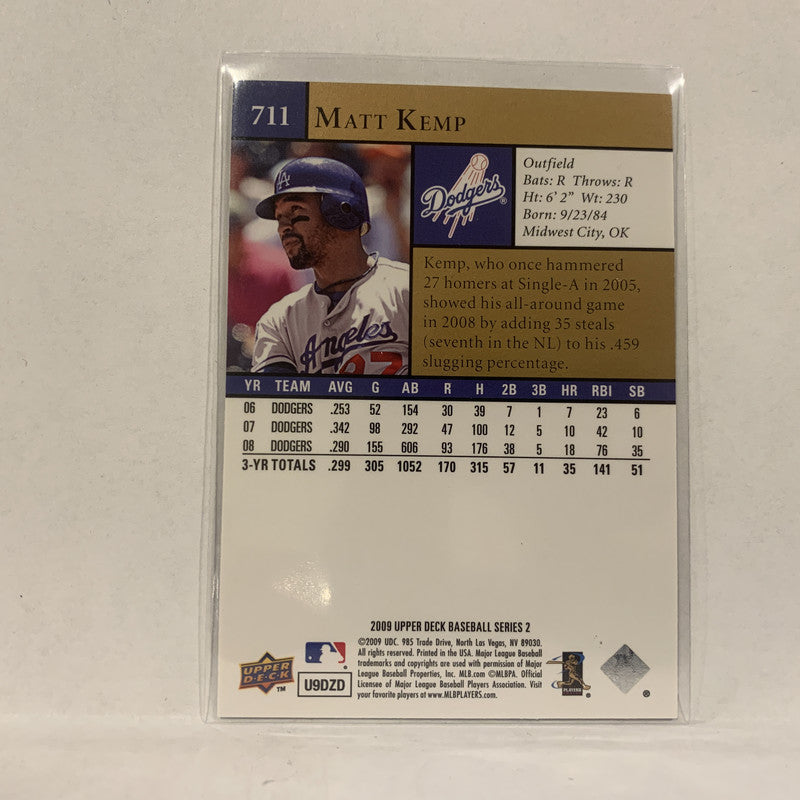 711 MATT KEMP
LA
Dodgers
Outfield
Bats: R Throws: R
Ht: 6' 2" Wt: 230
Born: 9/23/84
Midwest City, OK
Kemp, who once hammered
27 homers at Single-A in 2005,
showed his all-around game
in 2008 by adding 35 steals
(seventh in the NL) to his .459
slugging percentage.
Angeles
27
YR TEAM AVG G AB R H 2B 3B HR RBI SB
06 DODGERS .253 52 154 30 39 7 1 7 23 6
07 DODGERS .342 98 292 47 100 12 5 10 42 10
08 DODGERS .290 155 606 93 176 38 5 18 76 35
3-YR TOTALS .299 305 1052 170 315 57 11 35 141 51
2009 UPPER DECK BASEBALL SERIES 2
©2009 UDC. 985 Trade Drive, North Las Vegas, NV 89030.
All rights reserved. Printed in the USA. Major League Baseball
trademarks and copyrights are used with permission of Major
League Baseball Properties, Inc. MLB.com ©MLBPA. Official
Licensee of Major League Baseball Players Association. Visit
your favorite players at www.MLBPLAYERS.com.
UPPER
DECK
TM
U9DZD
PLAYERS
®